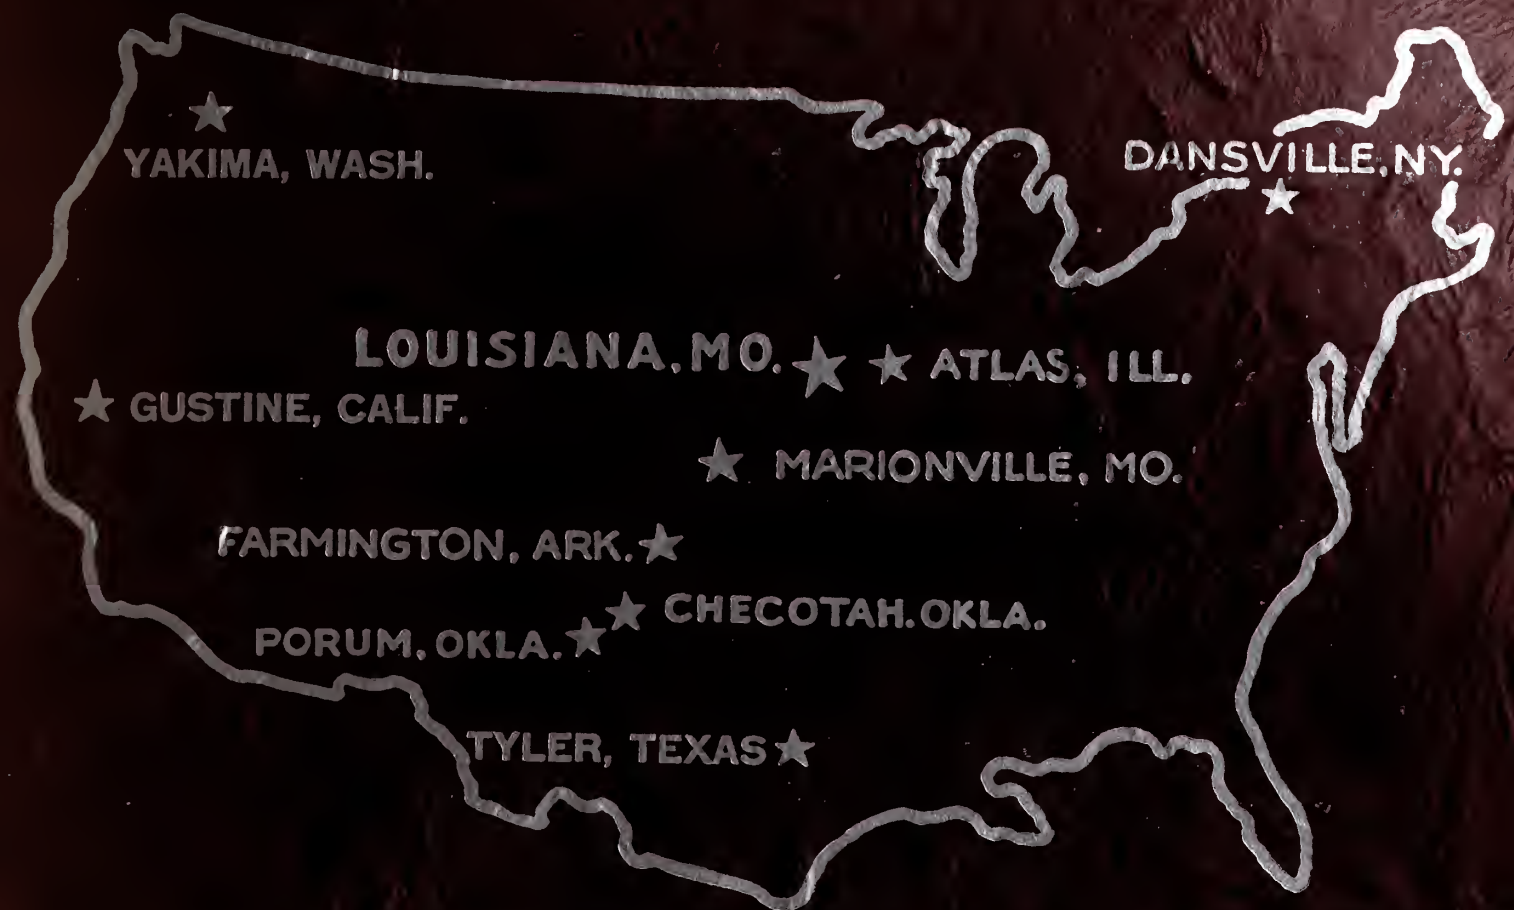 DANSVILLE, N.Y.
YAKIMA, WASH.
LOUISIANA, MO.
ATLAS, ILL.
GUSTINE, CALIF.
MARIONVILLE, MO.
FARMINGTON, ARK.
CHECOTAH. OKLA.
PORUM, OKLA.
TYLER, TEXAS